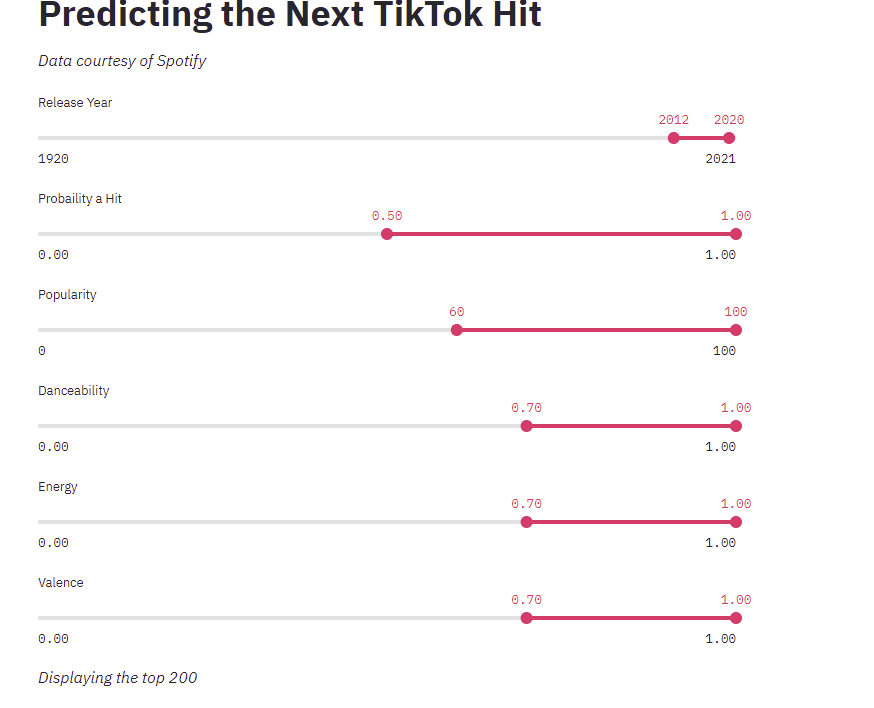 Predicting the Next TikTok Hit
Data courtesy of Spotify
Release Year
2012 2020
1920 2021
Probaility a Hit
0.50 1.00
0.00 1.00
Popularity
60 100
0 100
Danceability
0.70 1.00
0.00 1.00
Energy
0.70 1.00
0.00 1.00
Valence
0.70 1.00
0.00 1.00
Displaying the top 200